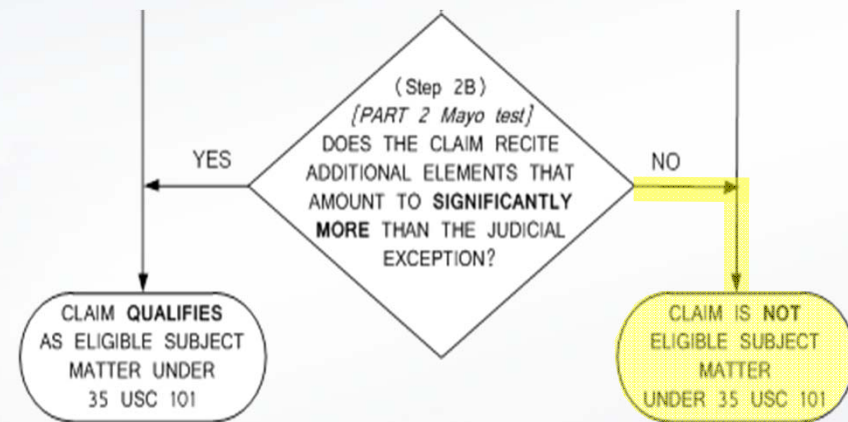 (Step 2B)
[PART 2 Mayo test]
DOES THE CLAIM RECITE
ADDITIONAL ELEMENTS THAT
AMOUNT TO SIGNIFICANTLY
MORE THAN THE JUDICIAL
EXCEPTION?
YES
NO
CLAIM QUALIFIES
AS ELIGIBLE SUBJECT
MATTER UNDER
35 USC 101
CLAIM IS NOT
ELIGIBLE SUBJECT
MATTER
UNDER 35 USC 101